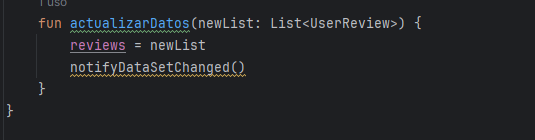 1 uso
fun actualizarDatos(newList: List<UserReview>) {
reviews = newList
notifyDataSetChanged()
}
}